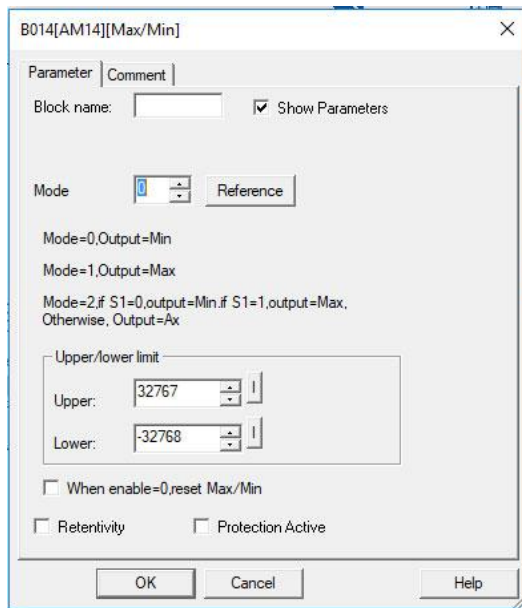 B014[AM14][Max/Min]
Parameter Comment
Block name: Show Parameters
Mode 0 Reference
Mode=0,Output=Min
Mode=1,Output=Max
Mode=2,if S1=0,output=Min.if S1=1,output=Max,
Otherwise, Output=Ax
Upper/lower limit
Upper: 32767 I
Lower: -32768 I
When enable=0,reset Max/Min
Retentivity Protection Active
OK Cancel Help